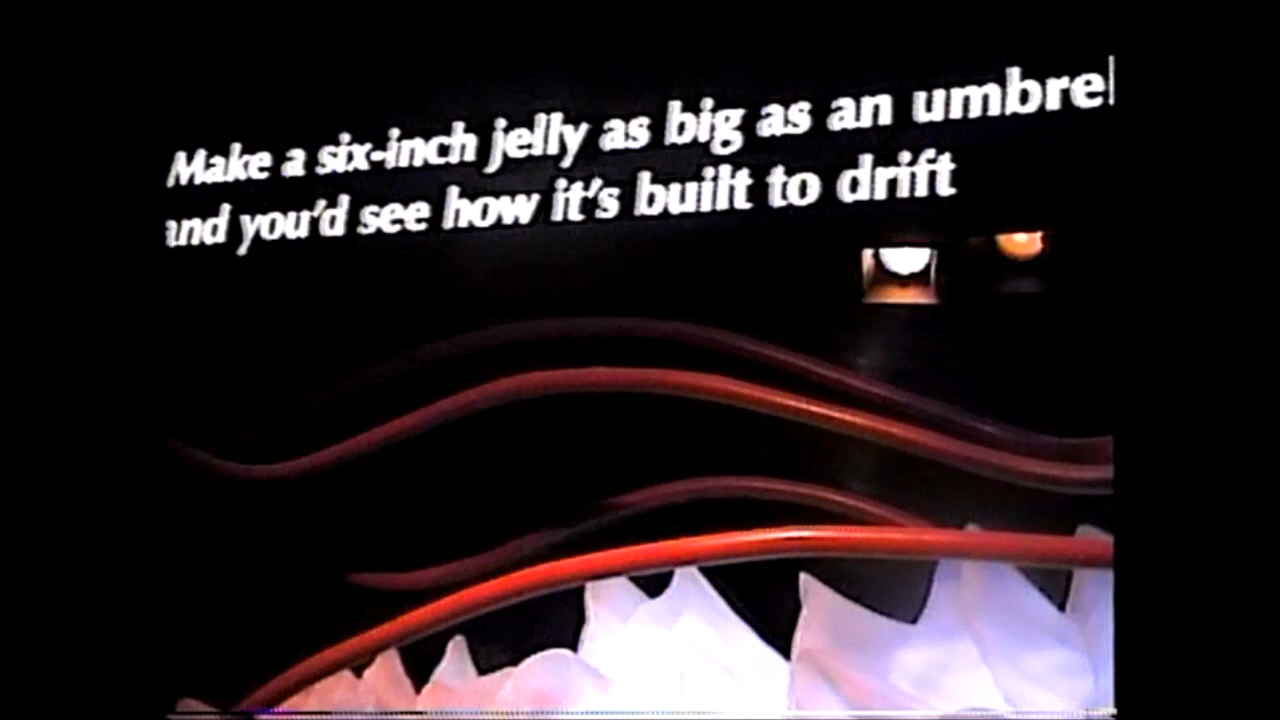 Make a six-inch jelly as big as an umbrel
and you'd see how it's built to drift